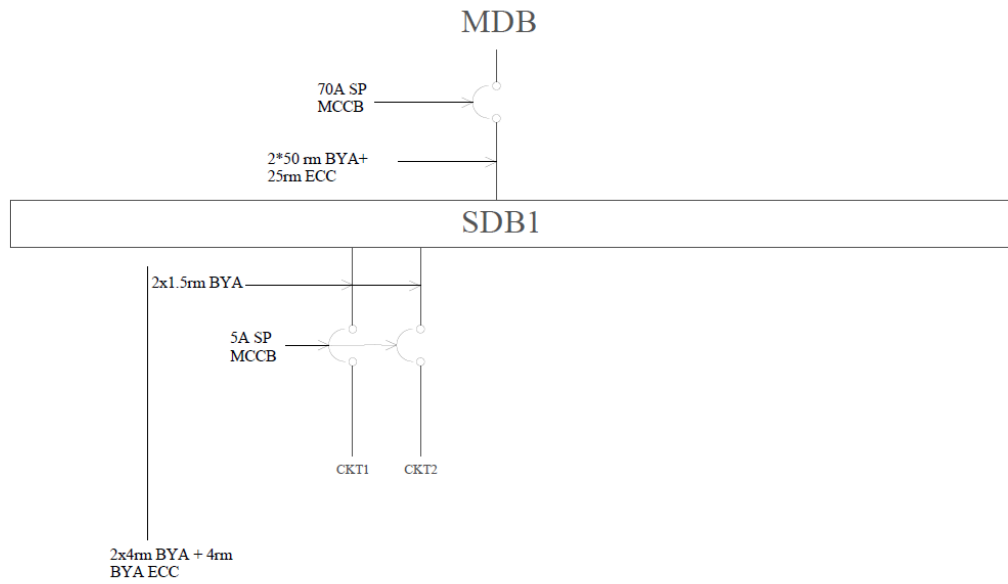 MDB
70A SP
MCCB
2*50 rm BYA+
25rm ECC
SDB1
2x1.5rm BYA
5A SP
MCCB
CKT1
CKT2
2x4rm BYA + 4rm
BYA ECC